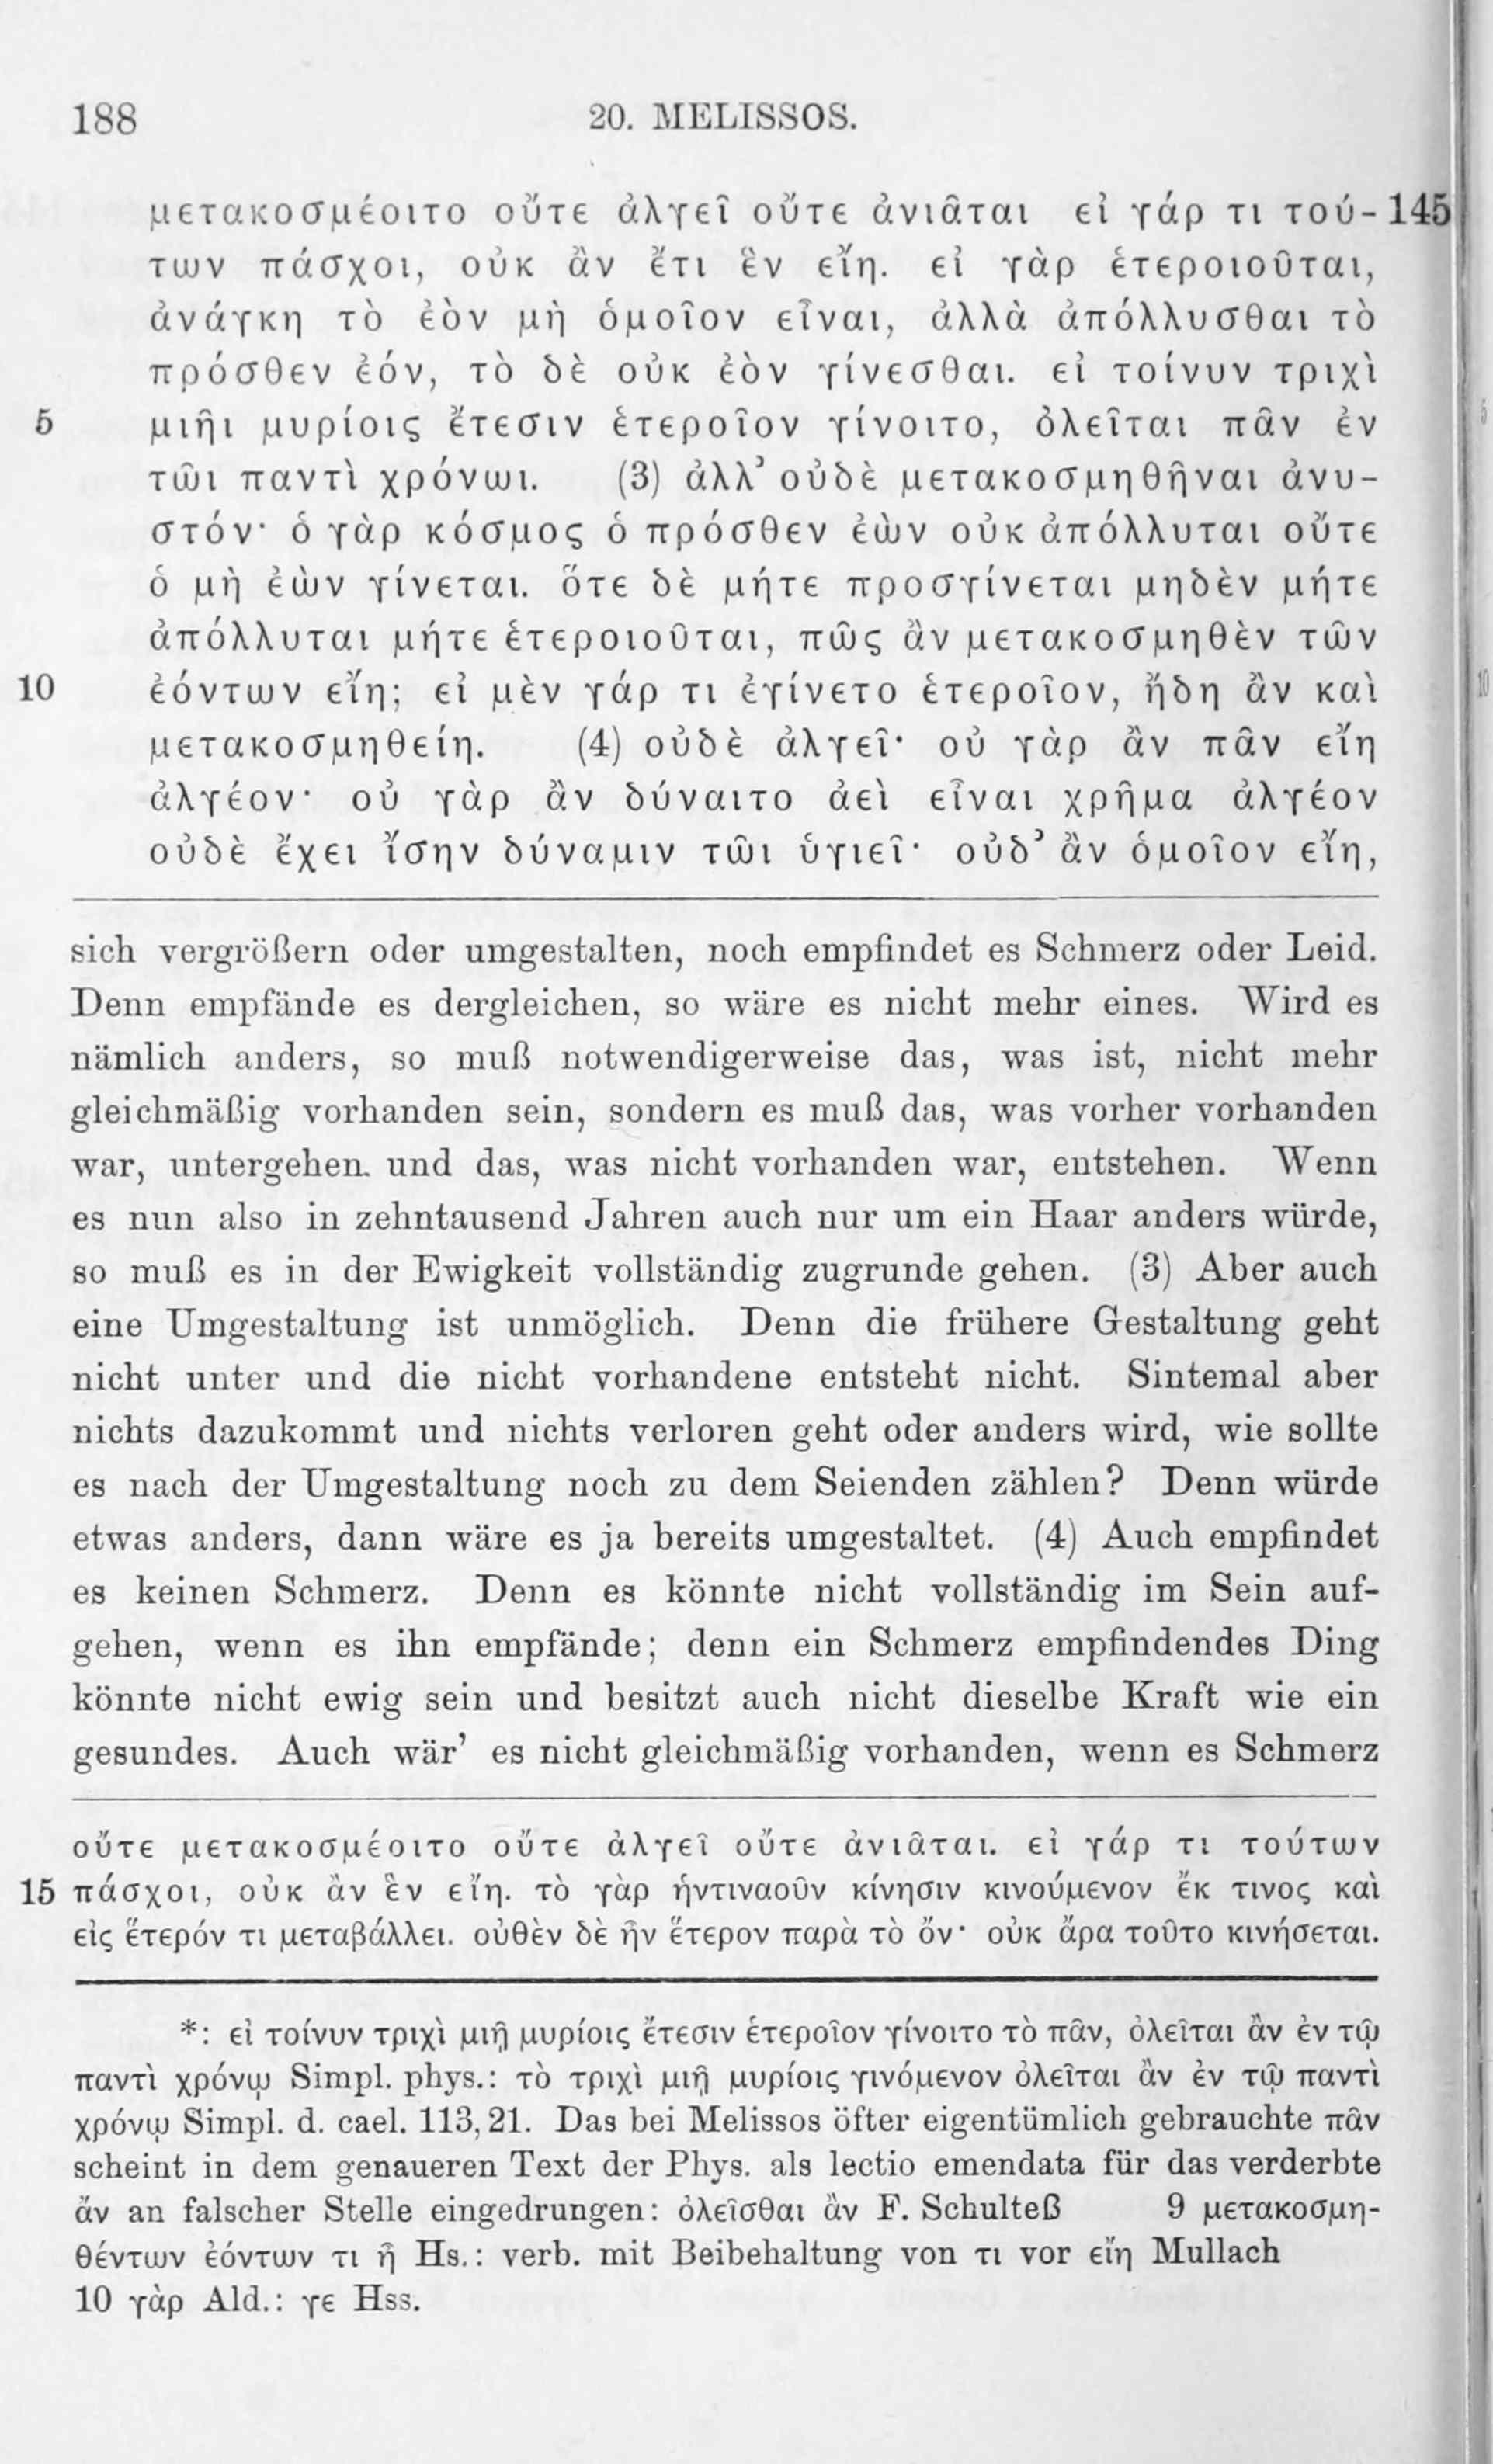 188
20. MELISSOS.
μετακοσμέοιτο οὔτε ἀλγεῖ οὔτε ἀνιᾶται εἰ γάρ τι τού- 145
των πάσχοι, οὐκ ἂν ἔτι ἓν εἴη. εἰ γὰρ ἑτεροιοῦται,
ἀνάγκη τὸ ἐὸν μὴ ὁμοῖον εἶναι, ἀλλὰ ἀπόλλυσθαι τὸ
πρόσθεν ἐόν, τὸ δὲ οὐκ ἐὸν γίνεσθαι. εἰ τοίνυν τριχὶ
5 μιῆι μυρίοις ἔτεσιν ἑτεροῖον γίνοιτο, ὀλεῖται πᾶν ἐν
τῶι παντὶ χρόνωι. (3) ἀλλ’ οὐδὲ μετακοσμηθῆναι ἀνυ-
στόν· ὁ γὰρ κόσμος ὁ πρόσθεν ἐὼν οὐκ ἀπόλλυται οὔτε
ὁ μὴ ἐὼν γίνεται. ὅτε δὲ μήτε προσγίνεται μηδὲν μήτε
ἀπόλλυται μήτε ἑτεροιοῦται, πῶς ἂν μετακοσμηθὲν τῶν
10 ἐόντων εἴη; εἰ μὲν γάρ τι ἐγίνετο ἑτεροῖον, ἤδη ἂν καὶ
μετακοσμηθείη. (4) οὐδὲ ἀλγεῖ· οὐ γὰρ ἂν πᾶν εἴη
ἀλγέον· οὐ γὰρ ἂν δύναιτο ἀεὶ εἶναι χρῆμα ἀλγέον
οὐδὲ ἔχει ἴσην δύναμιν τῶι ὑγιεῖ· οὐδ’ ἂν ὁμοῖον εἴη,
sich vergrößern oder umgestalten, noch empfindet es Schmerz oder Leid.
Denn empfände es dergleichen, so wäre es nicht mehr eines. Wird es
nämlich anders, so muß notwendigerweise das, was ist, nicht mehr
gleichmäßig vorhanden sein, sondern es muß das, was vorher vorhanden
war, untergehen und das, was nicht vorhanden war, entstehen. Wenn
es nun also in zehntausend Jahren auch nur um ein Haar anders würde,
so muß es in der Ewigkeit vollständig zugrunde gehen. (3) Aber auch
eine Umgestaltung ist unmöglich. Denn die frühere Gestaltung geht
nicht unter und die nicht vorhandene entsteht nicht. Sintemal aber
nichts dazukommt und nichts verloren geht oder anders wird, wie sollte
es nach der Umgestaltung noch zu dem Seienden zählen? Denn würde
etwas anders, dann wäre es ja bereits umgestaltet. (4) Auch empfindet
es keinen Schmerz. Denn es könnte nicht vollständig im Sein auf-
gehen, wenn es ihn empfände; denn ein Schmerz empfindendes Ding
könnte nicht ewig sein und besitzt auch nicht dieselbe Kraft wie ein
gesundes. Auch wär’ es nicht gleichmäßig vorhanden, wenn es Schmerz
οὔτε μετακοσμέοιτο οὔτε ἀλγεῖ οὔτε ἀνιᾶται. εἰ γάρ τι τούτων
15 πάσχοι, οὐκ ἂν ἓν εἴη. τὸ γὰρ ἡντιναοῦν κίνησιν κινούμενον ἔκ τινος καὶ
εἰς ἕτερόν τι μεταβάλλει. οὐθὲν δὲ ἦν ἕτερον παρὰ τὸ ὄν· οὐκ ἄρα τοῦτο κινήσεται.
*: εἰ τοίνυν τριχὶ μιῇ μυρίοις ἔτεσιν ἑτεροῖον γίνοιτο τὸ πᾶν, ὀλεῖται ἂν ἐν τῷ
παντὶ χρόνῳ Simpl. phys.: τὸ τριχὶ μιῇ μυρίοις γινόμενον ὀλεῖται ἂν ἐν τῷ παντὶ
χρόνῳ Simpl. d. cael. 113, 21. Das bei Melissos öfter eigentümlich gebrauchte πᾶν
scheint in dem genaueren Text der Phys. als lectio emendata für das verderbte
ἄν an falscher Stelle eingedrungen: ὀλεῖσθαι ἂν F. Schulteß 9 μετακοσμη-
θέντων ἐόντων τι ἢ Hs.: verb. mit Beibehaltung von τι vor εἴη Mullach
10 γὰρ Ald.: γε Hss.